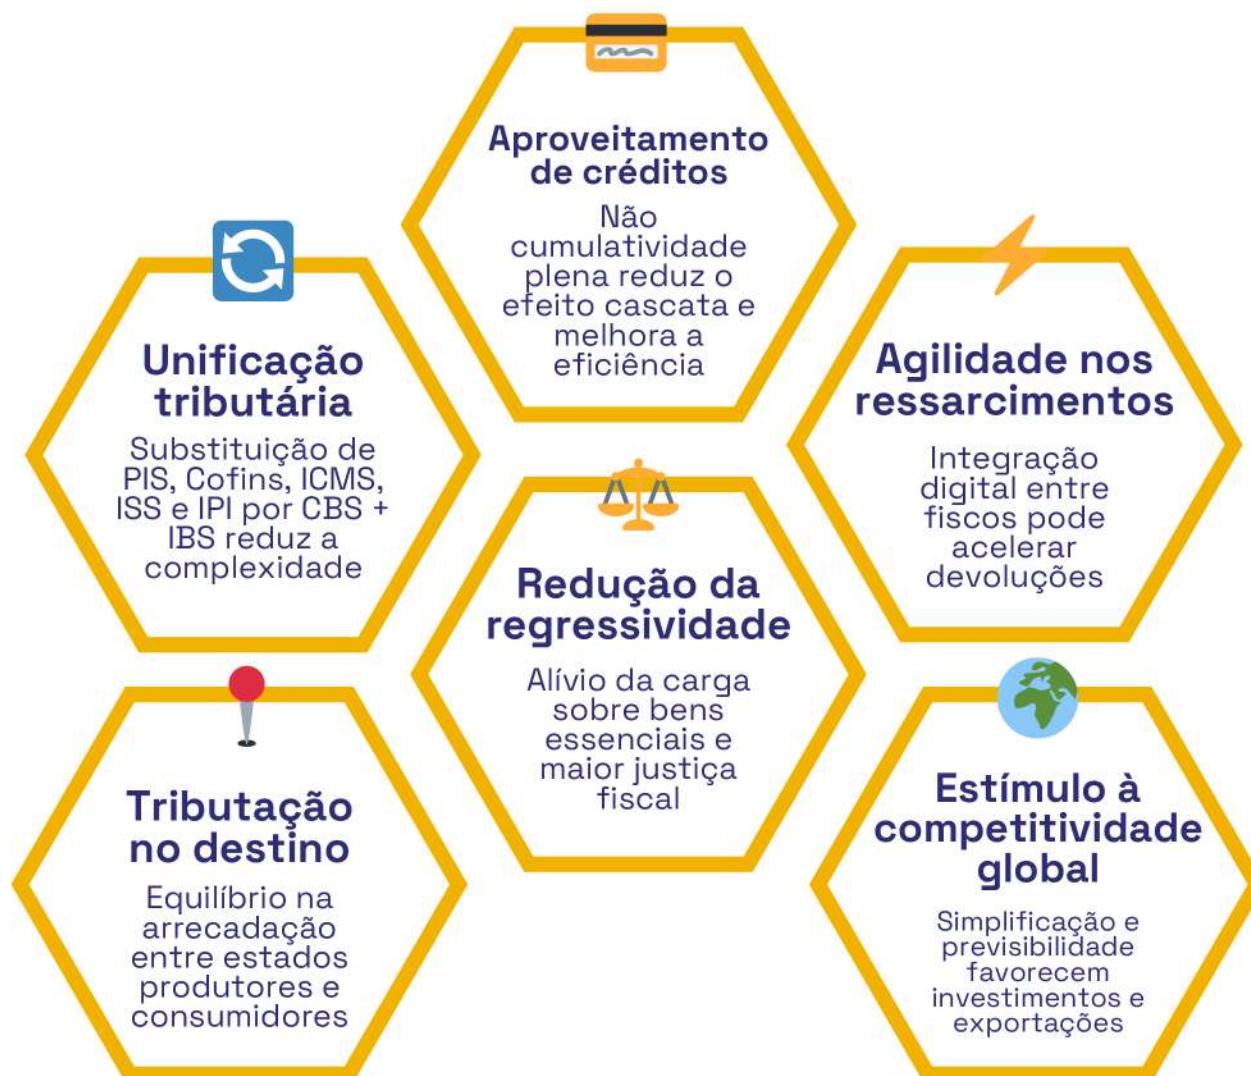 Aproveitamento
de créditos
Não
cumulatividade
plena reduz o
efeito cascata e
melhora a
eficiência
Unificação
tributária
Substituição de
PIS, Cofins, ICMS,
ISS e IPI por CBS +
IBS reduz a
complexidade
Agilidade nos
ressarcimentos
Integração
digital entre
fiscos pode
acelerar
devoluções
Redução da
regressividade
Alívio da carga
sobre bens
essenciais e
maior justiça
fiscal
Tributação
no destino
Equilíbrio na
arrecadação
entre estados
produtores e
consumidores
Estímulo à
competitividade
global
Simplificação e
previsibilidade
favorecem
investimentos e
exportações